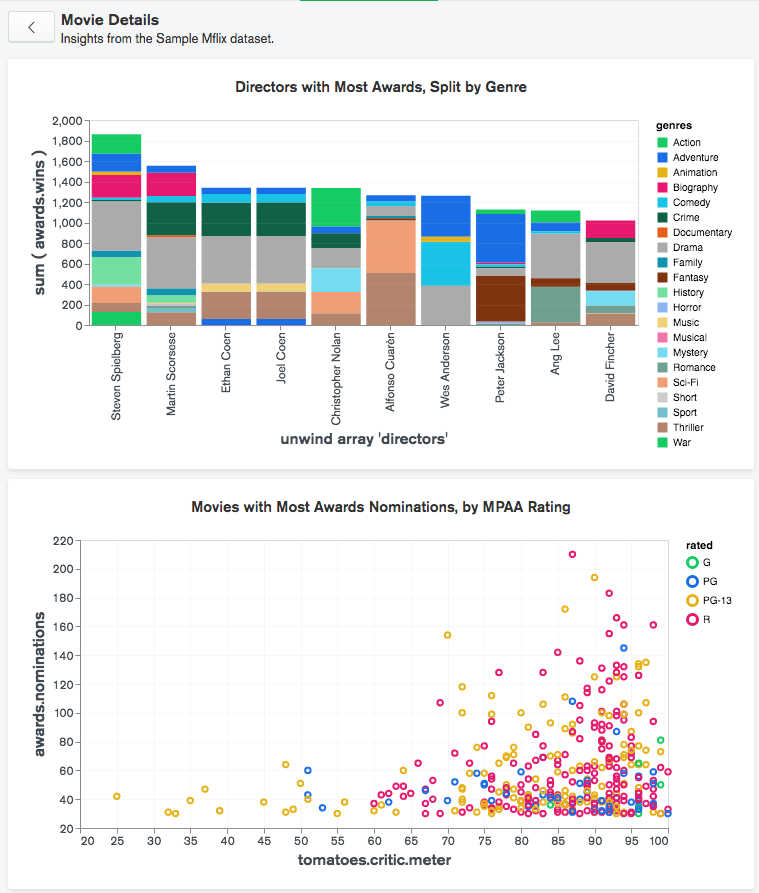 Movie Details
Insights from the Sample Mflix dataset.
Directors with Most Awards, Split by Genre
sum ( awards.wins )
2,000
1,800
1,600
1,400
1,200
1,000
800
600
400
200
0
Steven Spielberg
Martin Scorsese
Ethan Coen
Joel Coen
Christopher Nolan
Alfonso Cuaròn
Wes Anderson
Peter Jackson
Ang Lee
David Fincher
unwind array 'directors'
genres
Action
Adventure
Animation
Biography
Comedy
Crime
Documentary
Drama
Family
Fantasy
History
Horror
Music
Musical
Mystery
Romance
Sci-Fi
Short
Sport
Thriller
War
Movies with Most Awards Nominations, by MPAA Rating
awards.nominations
220
200
180
160
140
120
100
80
60
40
20
20 25 30 35 40 45 50 55 60 65 70 75 80 85 90 95 100
tomatoes.critic.meter
rated
G
PG
PG-13
R